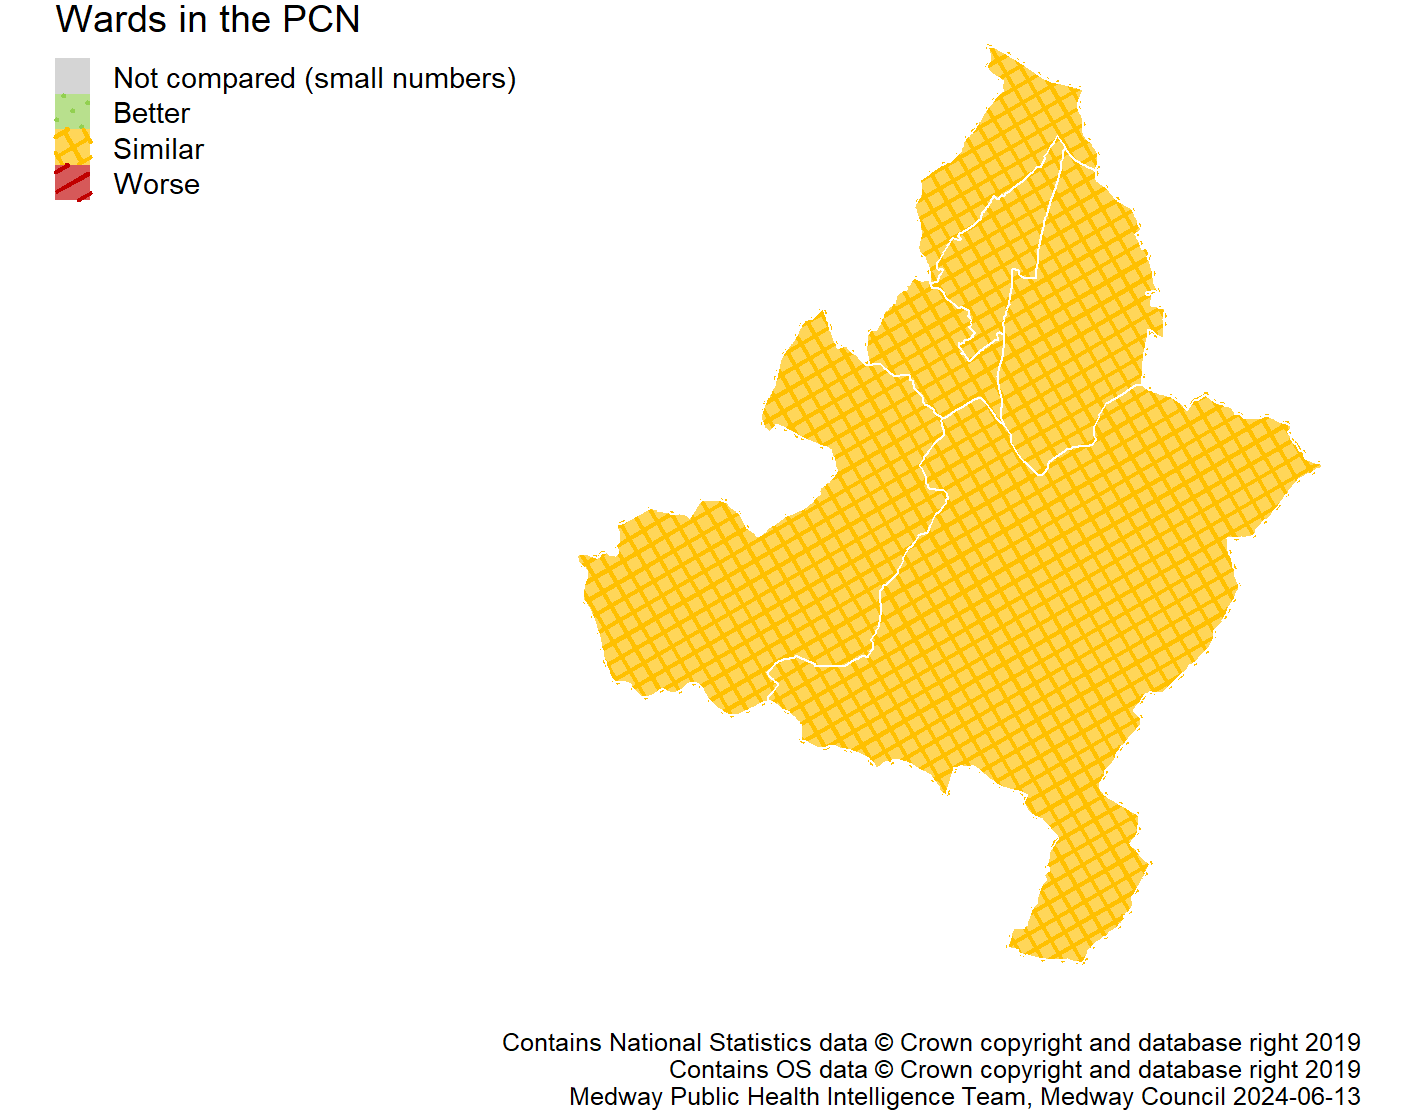 Wards in the PCN
Not compared (small numbers)
Better
Similar
Worse
Contains National Statistics data © Crown copyright and database right 2019
Contains OS data © Crown copyright and database right 2019
Medway Public Health Intelligence Team, Medway Council 2024-06-13